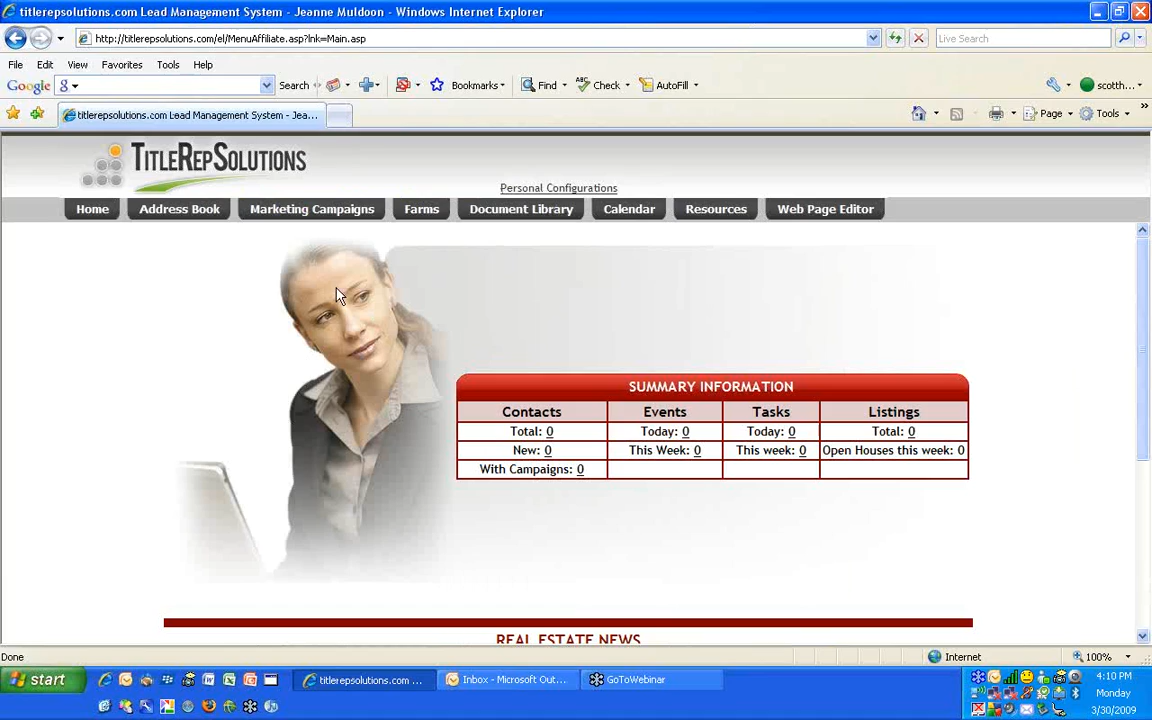 titlerepsolutions.com Lead Management System - Jeanne Muldoon - Windows Internet Explorer
http://titlerepsolutions.com/el/MenuAffiliate.asp?lnk=Main.asp
Live Search
File Edit View Favorites Tools Help
Google g Search Bookmarks Find Check AutoFill scotth...
titlerepsolutions.com Lead Management System - Jea... Page Tools
TITLEREPSOLUTIONS
Personal Configurations
Home Address Book Marketing Campaigns Farms Document Library Calendar Resources Web Page Editor
SUMMARY INFORMATION
Contacts Events Tasks Listings
Total: 0 Today: 0 Today: 0 Total: 0
New: 0 This Week: 0 This week: 0 Open Houses this week: 0
With Campaigns: 0
REAL ESTATE NEWS
Done Internet 100%
start titlerepsolutions.com ... Inbox - Microsoft Out... GoToWebinar 4:10 PM
Monday
3/30/2009